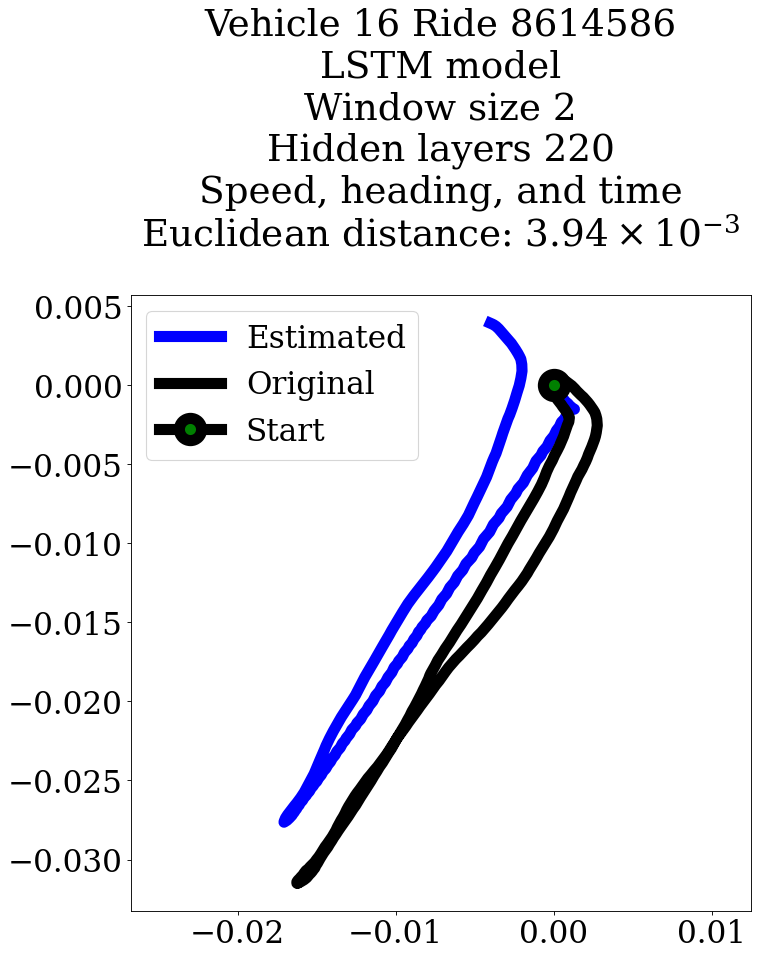 Vehicle 16 Ride 8614586
LSTM model
Window size 2
Hidden layers 220
Speed, heading, and time
Euclidean distance: 3.94 × 10⁻³
0.005
0.000
−0.005
−0.010
−0.015
−0.020
−0.025
−0.030
Estimated
Original
Start
−0.02
−0.01
0.00
0.01